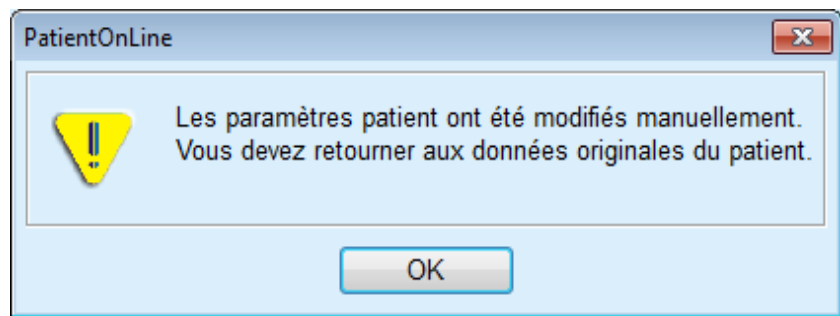 PatientOnLine
Les paramètres patient ont été modifiés manuellement.
Vous devez retourner aux données originales du patient.
OK